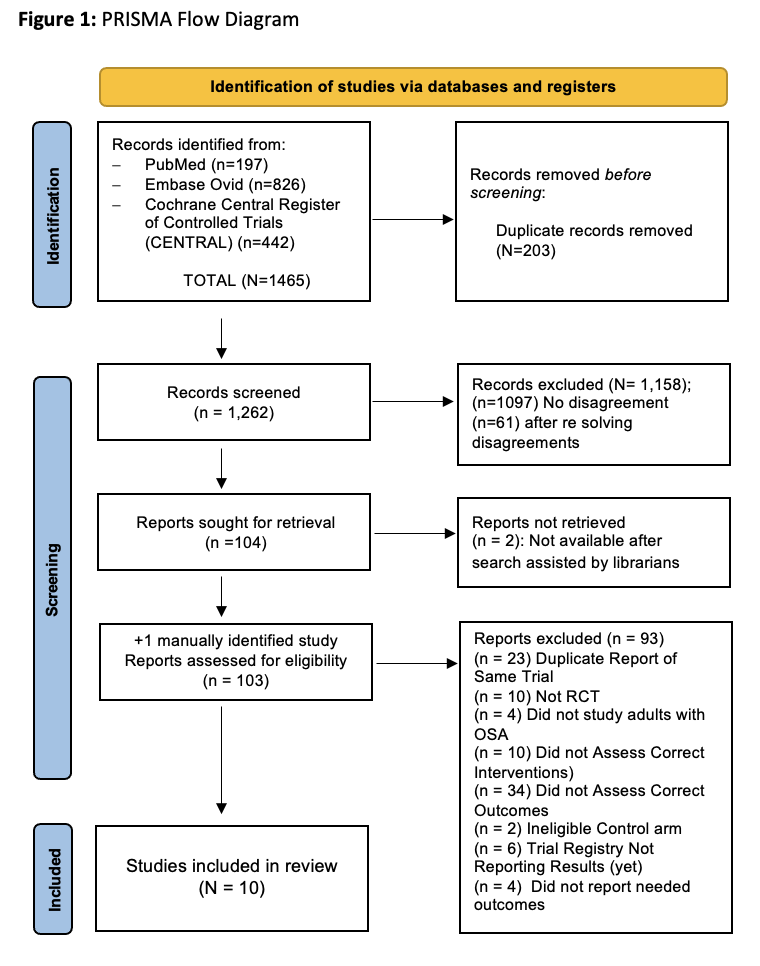 Figure 1: PRISMA Flow Diagram
Identification of studies via databases and registers
Identification
Records identified from:
– PubMed (n=197)
– Embase Ovid (n=826)
– Cochrane Central Register
of Controlled Trials
(CENTRAL) (n=442)
TOTAL (N=1465)
Records removed before
screening:
Duplicate records removed
(N=203)
Screening
Records screened
(n = 1,262)
Records excluded (N= 1,158);
(n=1097) No disagreement
(n=61) after re solving
disagreements
Reports sought for retrieval
(n =104)
Reports not retrieved
(n = 2): Not available after
search assisted by librarians
+1 manually identified study
Reports assessed for eligibility
(n = 103)
Reports excluded (n = 93)
(n = 23) Duplicate Report of
Same Trial
(n = 10) Not RCT
(n = 4) Did not study adults with
OSA
(n = 10) Did not Assess Correct
Interventions)
(n = 34) Did not Assess Correct
Outcomes
(n = 2) Ineligible Control arm
(n = 6) Trial Registry Not
Reporting Results (yet)
(n = 4)  Did not report needed
outcomes
Included
Studies included in review
(N = 10)